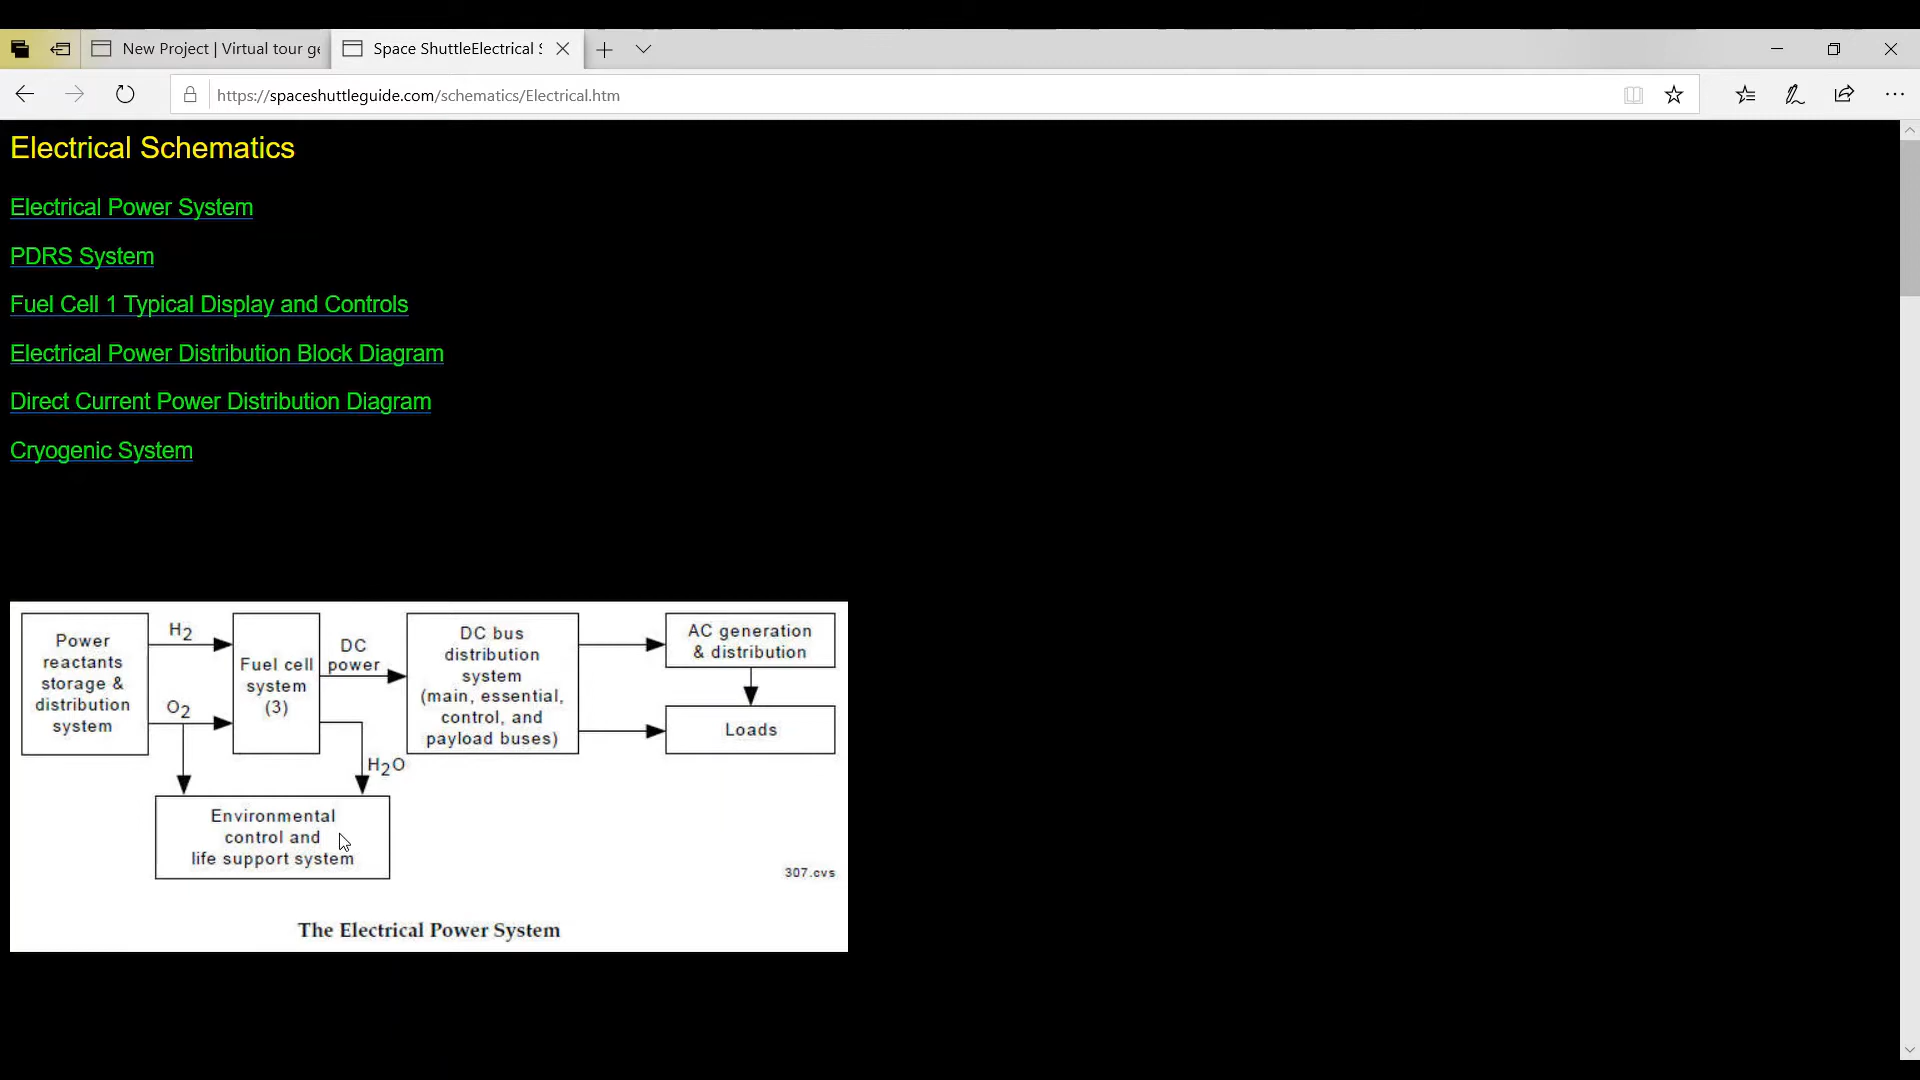 New Project | Virtual tour ge
Space ShuttleElectrical S
https://spaceshuttleguide.com/schematics/Electrical.htm
Electrical Schematics
Electrical Power System
PDRS System
Fuel Cell 1 Typical Display and Controls
Electrical Power Distribution Block Diagram
Direct Current Power Distribution Diagram
Cryogenic System
Power
reactants
storage &
distribution
system
H2
O2
Fuel cell
system
(3)
DC
power
H2O
DC bus
distribution
system
(main, essential,
control, and
payload buses)
AC generation
& distribution
Loads
Environmental
control and
life support system
307.cvs
The Electrical Power System